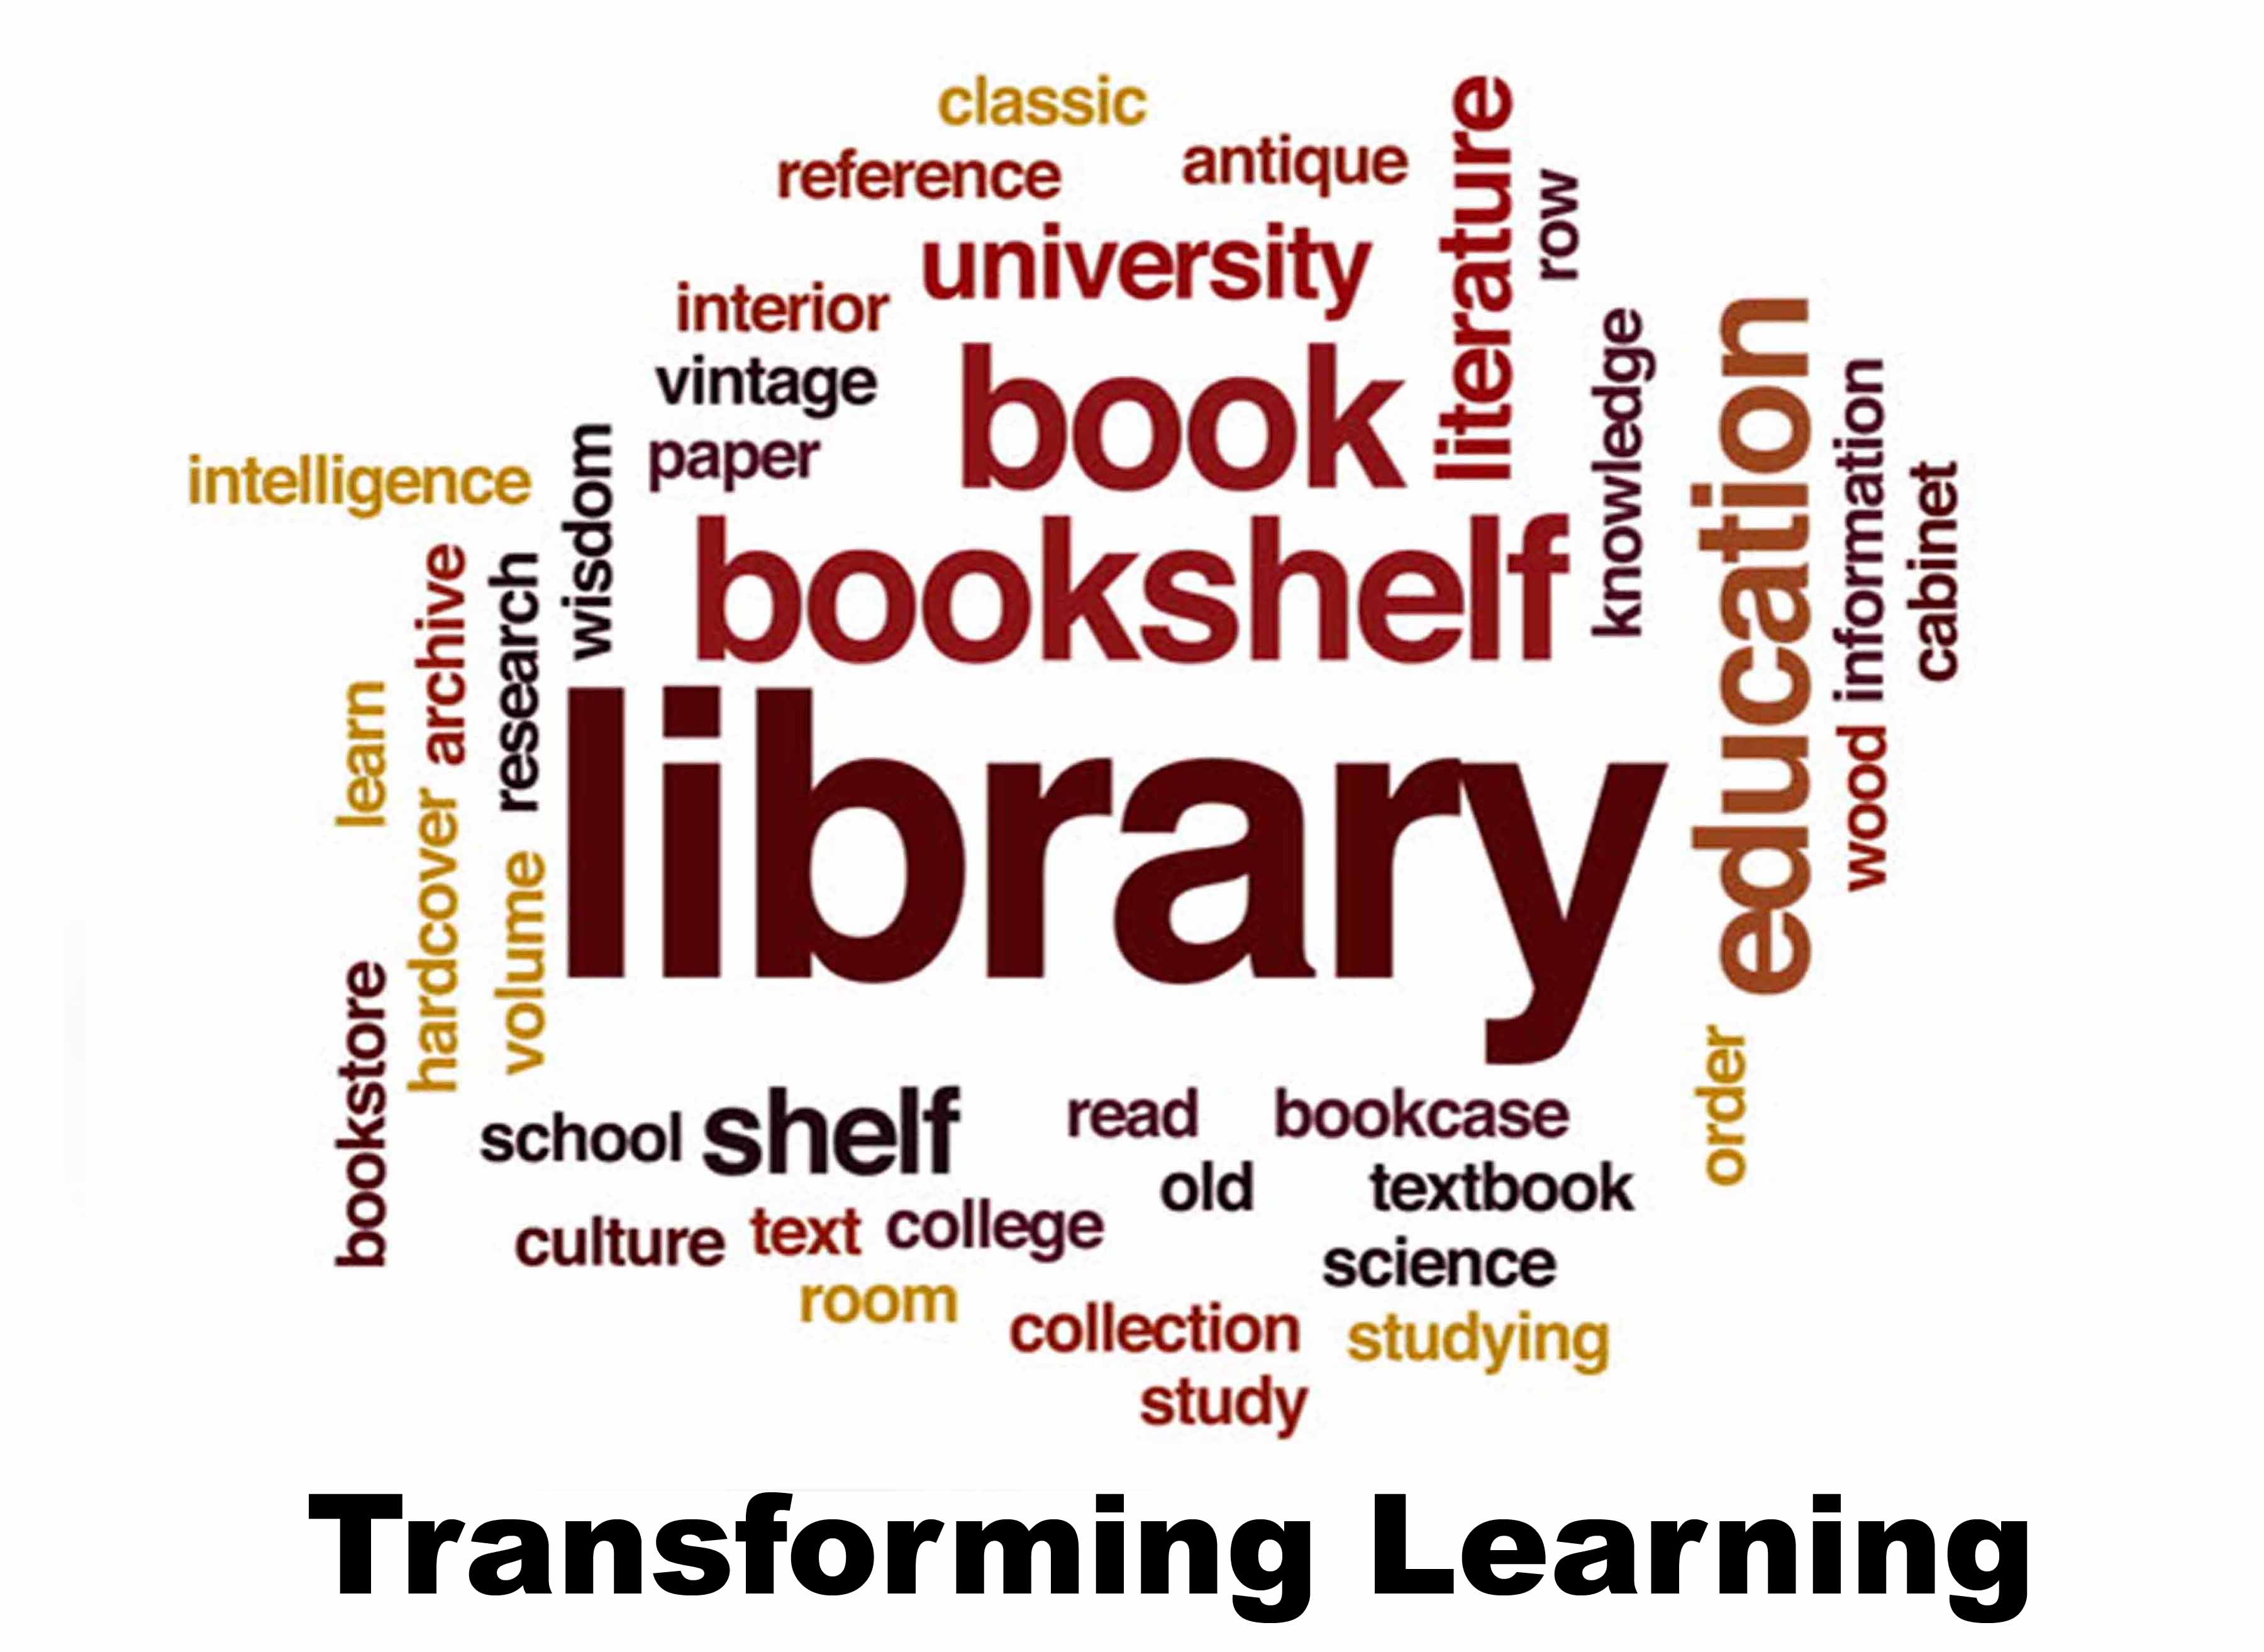 classic
reference
antique
literature
row
university
interior
vintage
book
paper
knowledge
education
information
cabinet
intelligence
wisdom
bookshelf
archive
research
learn
library
wood
hardcover
volume
bookstore
order
school
shelf
read
bookcase
old
textbook
culture
text
college
science
room
collection
studying
study
Transforming Learning